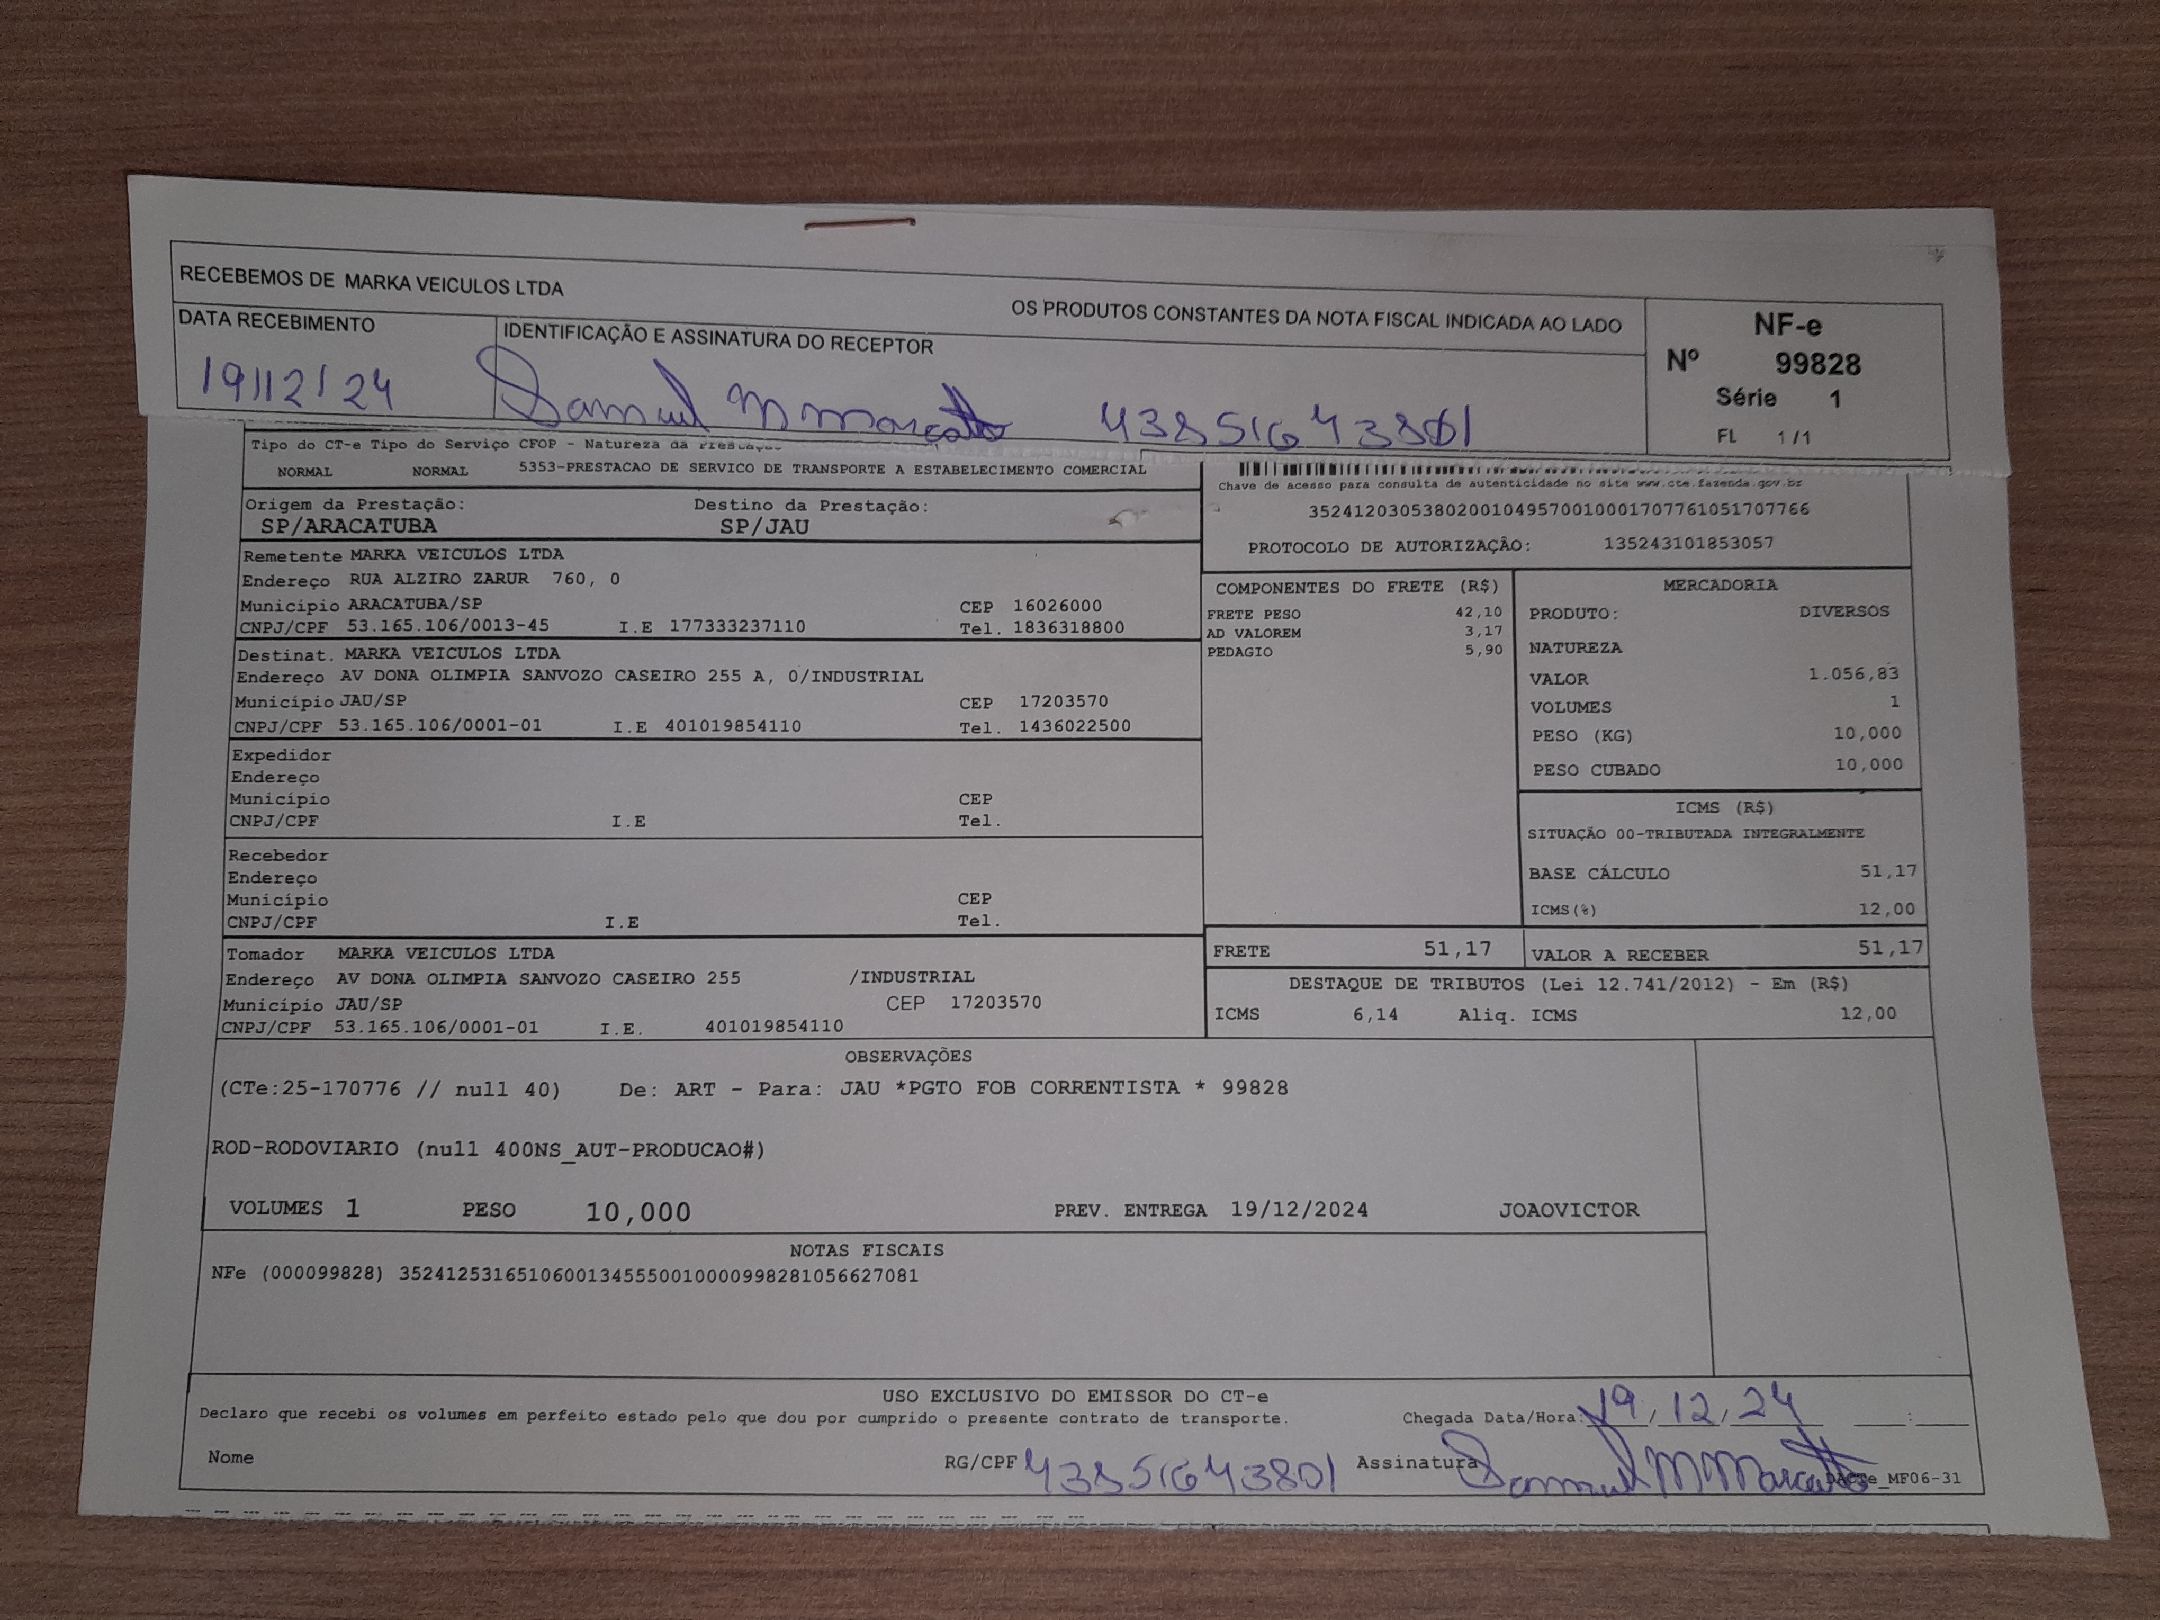 RECEBEMOS DE MARKA VEICULOS LTDA
OS PRODUTOS CONSTANTES DA NOTA FISCAL INDICADA AO LADO
DATA RECEBIMENTO
IDENTIFICAÇÃO E ASSINATURA DO RECEPTOR
19/12/24 Samuel M Marcatto 43851643801
NF-e
Nº 99828
Série 1
FL 1/1
Tipo do CT-e Tipo do Serviço CFOP - Natureza da Prestação
NORMAL NORMAL 5353-PRESTACAO DE SERVICO DE TRANSPORTE A ESTABELECIMENTO COMERCIAL
Chave de acesso para consulta de autenticidade no site www.cte.fazenda.gov.br
35241203053802001049570010001707761051707766
PROTOCOLO DE AUTORIZAÇÃO: 135243101853057
Origem da Prestação: Destino da Prestação:
SP/ARACATUBA SP/JAU
Remetente MARKA VEICULOS LTDA
Endereço RUA ALZIRO ZARUR 760, 0
Município ARACATUBA/SP CEP 16026000
CNPJ/CPF 53.165.106/0013-45 I.E 177333237110 Tel. 1836318800
Destinat. MARKA VEICULOS LTDA
Endereço AV DONA OLIMPIA SANVOZO CASEIRO 255 A, 0/INDUSTRIAL
Município JAU/SP CEP 17203570
CNPJ/CPF 53.165.106/0001-01 I.E 401019854110 Tel. 1436022500
Expedidor
Endereço
Município CEP
CNPJ/CPF I.E Tel.
Recebedor
Endereço
Município CEP
CNPJ/CPF I.E Tel.
Tomador MARKA VEICULOS LTDA
Endereço AV DONA OLIMPIA SANVOZO CASEIRO 255 /INDUSTRIAL
Município JAU/SP CEP 17203570
CNPJ/CPF 53.165.106/0001-01 I.E. 401019854110
COMPONENTES DO FRETE (R$)
FRETE PESO 42,10
AD VALOREM 3,17
PEDAGIO 5,90
MERCADORIA
PRODUTO: DIVERSOS
NATUREZA
VALOR 1.056,83
VOLUMES 1
PESO (KG) 10,000
PESO CUBADO 10,000
ICMS (R$)
SITUAÇÃO 00-TRIBUTADA INTEGRALMENTE
BASE CÁLCULO 51,17
ICMS(%) 12,00
FRETE 51,17 VALOR A RECEBER 51,17
DESTAQUE DE TRIBUTOS (Lei 12.741/2012) - Em (R$)
ICMS 6,14 Aliq. ICMS 12,00
OBSERVAÇÕES
(CTe:25-170776 // null 40) De: ART - Para: JAU *PGTO FOB CORRENTISTA * 99828
ROD-RODOVIARIO (null 400NS_AUT-PRODUCAO#)
VOLUMES 1 PESO 10,000 PREV. ENTREGA 19/12/2024 JOAOVICTOR
NOTAS FISCAIS
NFe (000099828) 35241253165106001345550010000998281056627081
USO EXCLUSIVO DO EMISSOR DO CT-e
Declaro que recebi os volumes em perfeito estado pelo que dou por cumprido o presente contrato de transporte. Chegada Data/Hora: 19/12/24 :
Nome RG/CPF 43851643801 Assinatura Samuel M Marcatto DACTe_MF06-31